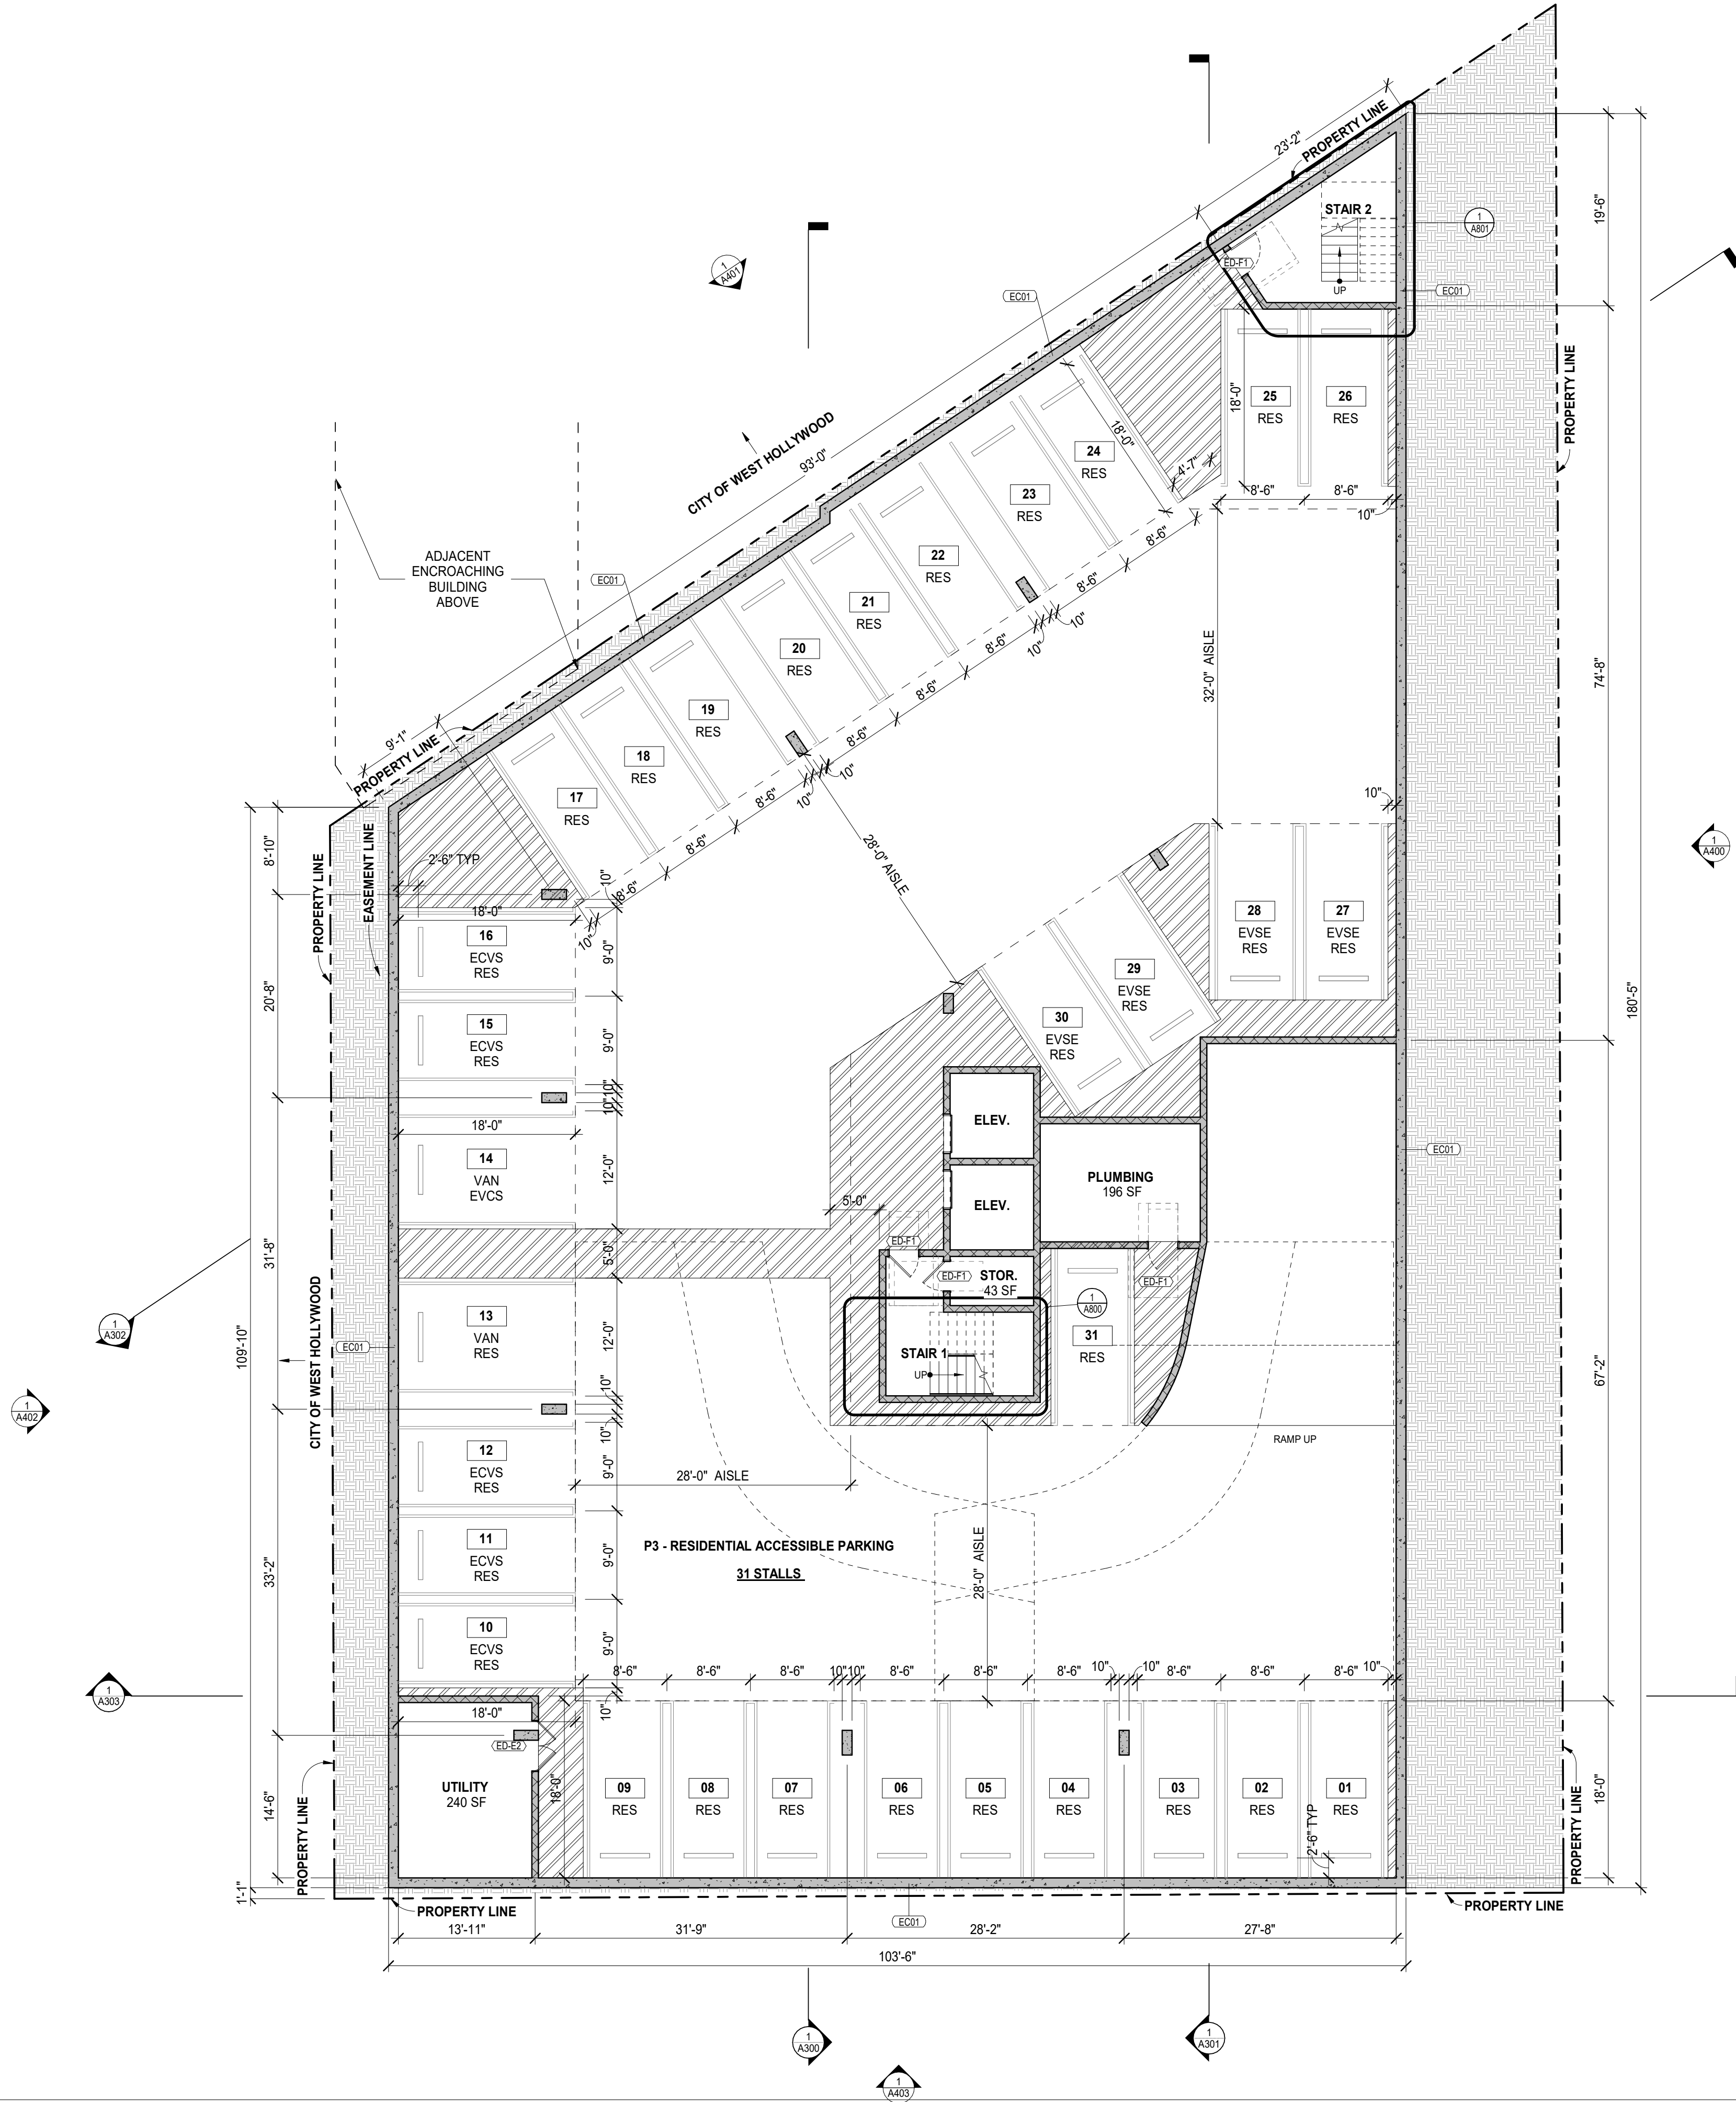 23'-2"
PROPERTY LINE
STAIR 2
UP
ED-F1
1
A801
19'-6"
EC01
1
A401
EC01
CITY OF WEST HOLLYWOOD
93'-0"
ADJACENT
ENCROACHING
BUILDING
ABOVE
EC01
PROPERTY LINE
18'-0"
25
RES
26
RES
8'-6"
8'-6"
10"
4'-7"
18'-0"
24
RES
23
RES
22
RES
21
RES
20
RES
19
RES
18
RES
17
RES
8'-6"
8'-6"
10"
10"
8'-6"
8'-6"
8'-6"
8'-6"
10"
10"
8'-6"
8'-6"
8'-6"
10"
10"
32'-0" AISLE
74'-8"
180'-5"
9'-1"
PROPERTY LINE
8'-10"
2'-6" TYP
EASEMENT LINE
PROPERTY LINE
28'-0" AISLE
10"
1
A400
18'-0"
16
ECVS
RES
9'-0"
20'-8"
15
ECVS
RES
9'-0"
10"
10"
18'-0"
14
VAN
EVCS
12'-0"
5'-0"
28
EVSE
RES
27
EVSE
RES
29
EVSE
RES
30
EVSE
RES
ELEV.
ELEV.
PLUMBING
196 SF
EC01
5'-0"
ED-F1
ED-F1
ED-F1
STOR.
43 SF
1
A800
STAIR 1
UP
31
RES
RAMP UP
31'-8"
109'-10"
CITY OF WEST HOLLYWOOD
1
A302
EC01
1
A402
13
VAN
RES
12'-0"
10"
10"
12
ECVS
RES
9'-0"
28'-0" AISLE
67'-2"
11
ECVS
RES
9'-0"
33'-2"
P3 - RESIDENTIAL ACCESSIBLE PARKING
31 STALLS
28'-0" AISLE
10
ECVS
RES
9'-0"
10"
1
A303
8'-6"
8'-6"
8'-6"
10"
10"
8'-6"
8'-6"
8'-6"
10"
10"
8'-6"
8'-6"
8'-6"
10"
18'-0"
ED-E2
UTILITY
240 SF
18'-0"
14'-6"
1'-1"
PROPERTY LINE
09
RES
08
RES
07
RES
06
RES
05
RES
04
RES
03
RES
02
RES
01
RES
2'-6" TYP
18'-0"
PROPERTY LINE
PROPERTY LINE
PROPERTY LINE
EC01
13'-11"
31'-9"
28'-2"
27'-8"
103'-6"
1
A300
1
A301
1
A403